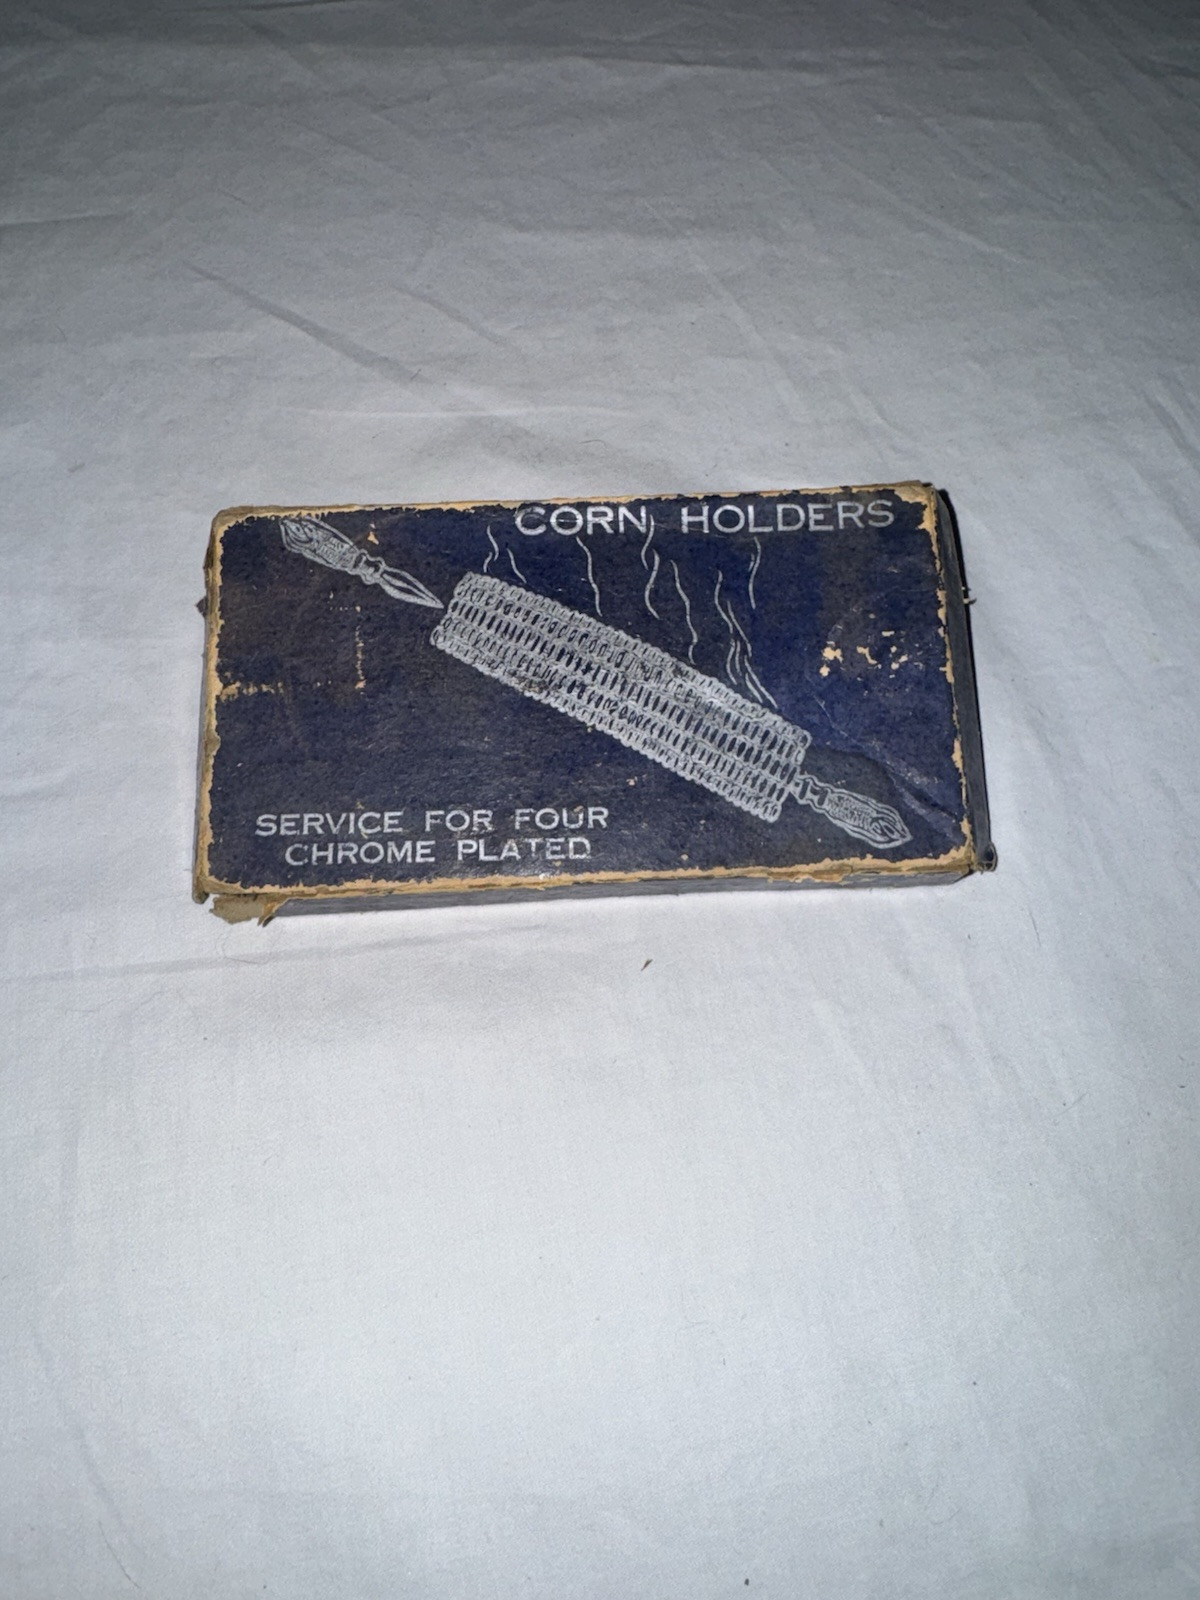 CORN HOLDERS
SERVICE FOR FOUR
CHROME PLATED